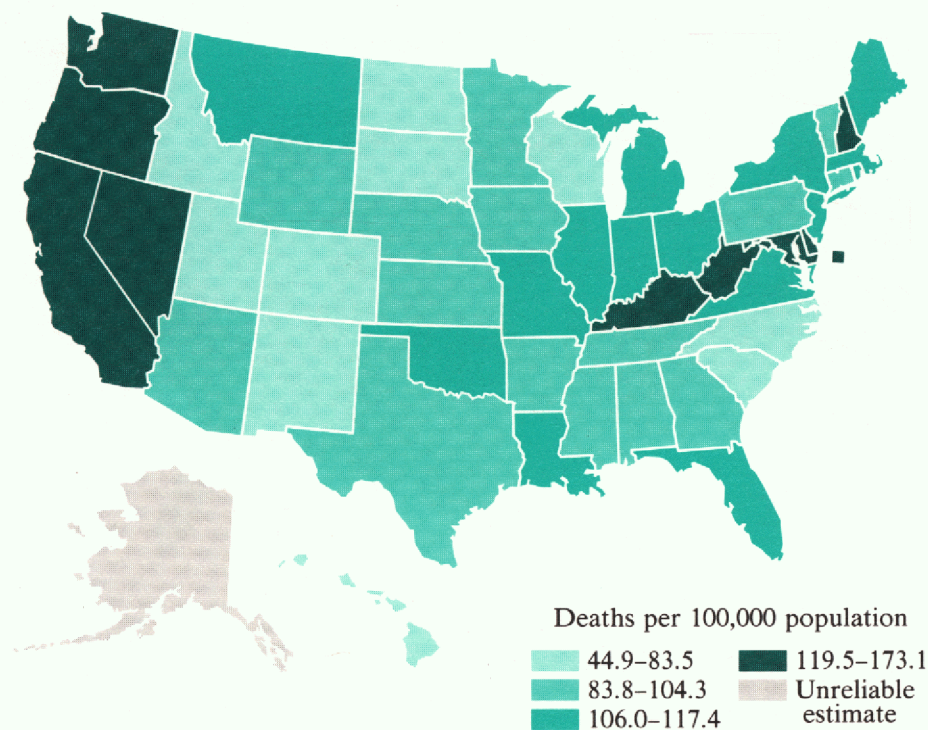 Deaths per 100,000 population
44.9–83.5
83.8–104.3
106.0–117.4
119.5–173.1
Unreliable
estimate